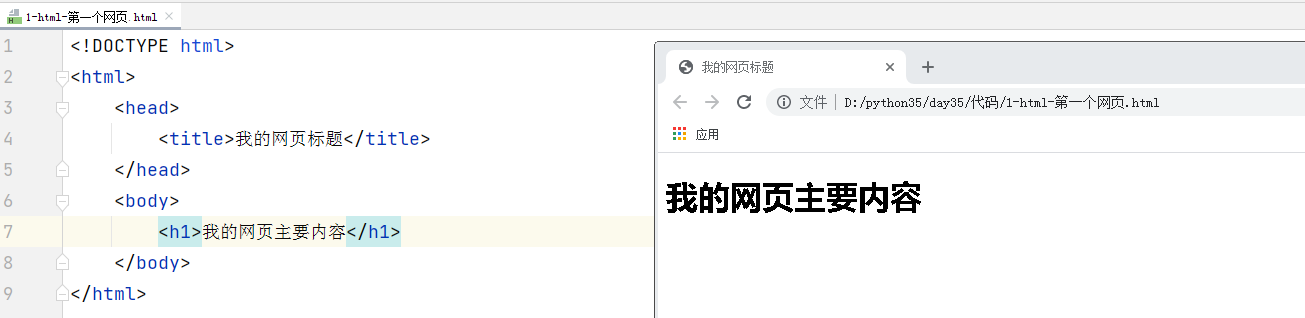 1-html-第一个网页.html
1 <!DOCTYPE html>
2 <html>
3 <head>
4 <title>我的网页标题</title>
5 </head>
6 <body>
7 <h1>我的网页主要内容</h1>
8 </body>
9 </html>
我的网页标题
文件 | D:/python35/day35/代码/1-html-第一个网页.html
应用
我的网页主要内容